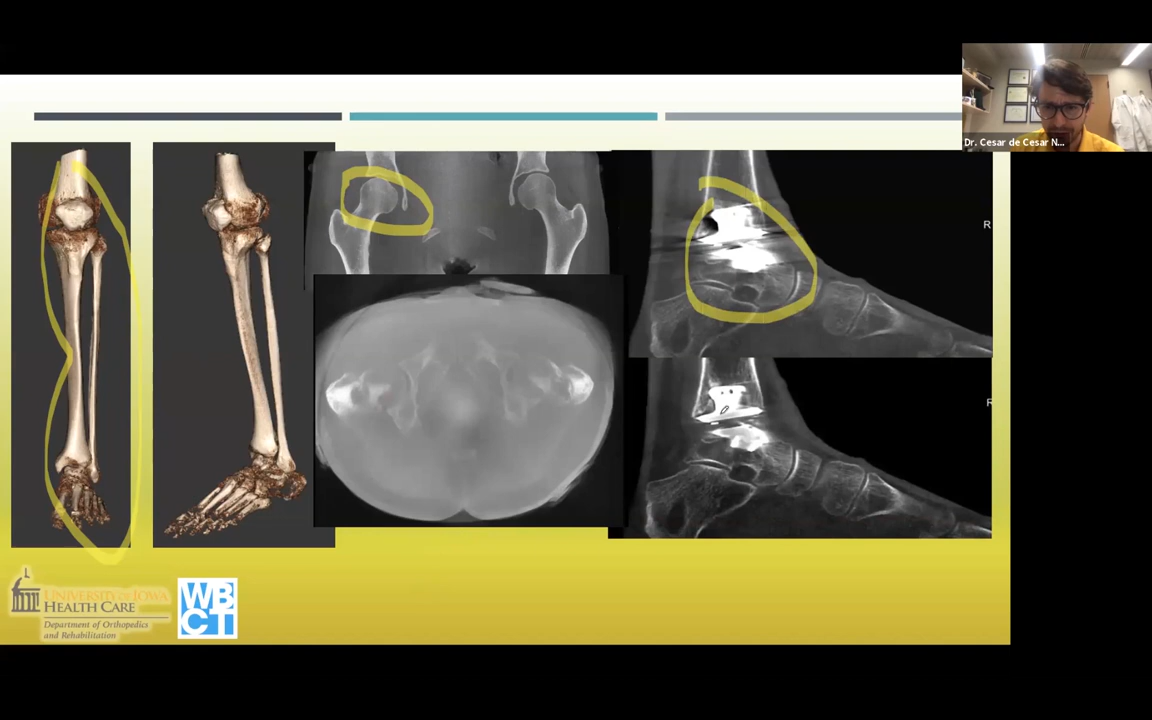 Dr. Cesar de Cesar N...
R
R
UNIVERSITY OF IOWA
HEALTH CARE
Department of Orthopedics
and Rehabilitation
WB
CT